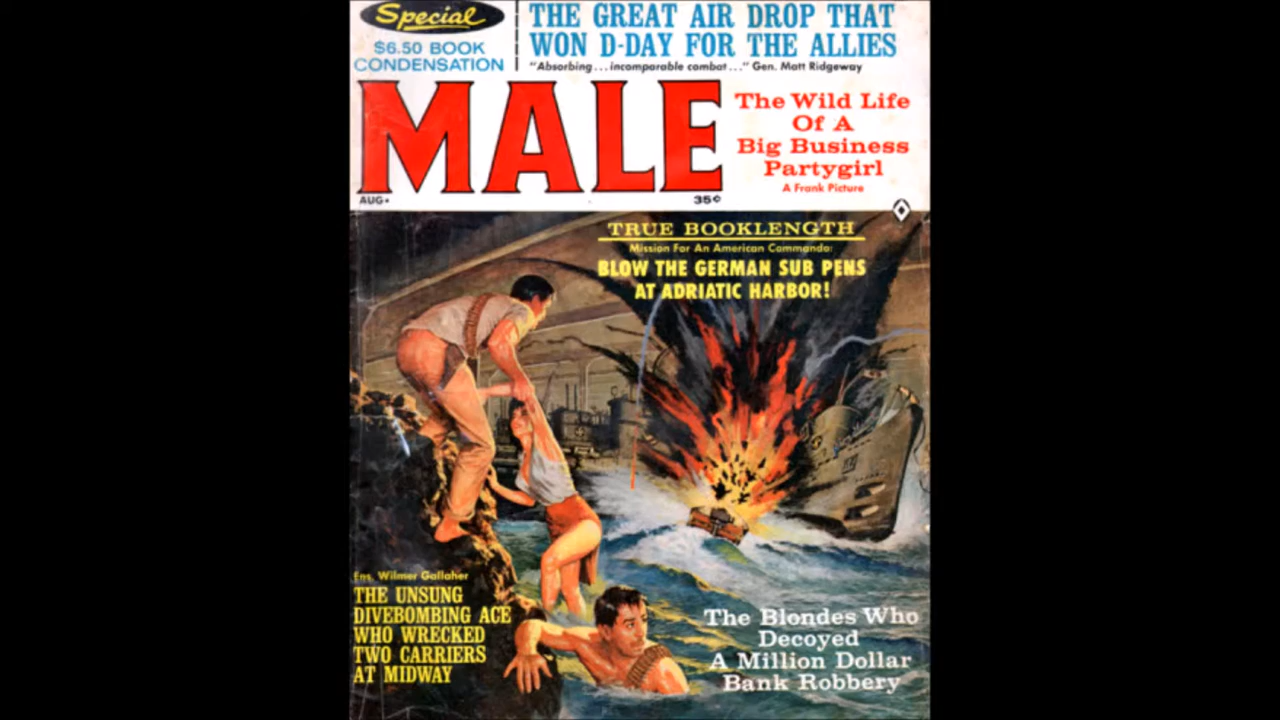 Special
$6.50 BOOK
CONDENSATION
THE GREAT AIR DROP THAT
WON D-DAY FOR THE ALLIES
"Absorbing...incomparable combat..." Gen. Matt Ridgeway
MALE
AUG•
35¢
The Wild Life
Of A
Big Business
Partygirl
A Frank Picture
TRUE BOOKLENGTH
Mission For An American Commando:
BLOW THE GERMAN SUB PENS
AT ADRIATIC HARBOR!
Ens. Wilmer Gallaher
THE UNSUNG
DIVEBOMBING ACE
WHO WRECKED
TWO CARRIERS
AT MIDWAY
The Blondes Who
Decoyed
A Million Dollar
Bank Robbery